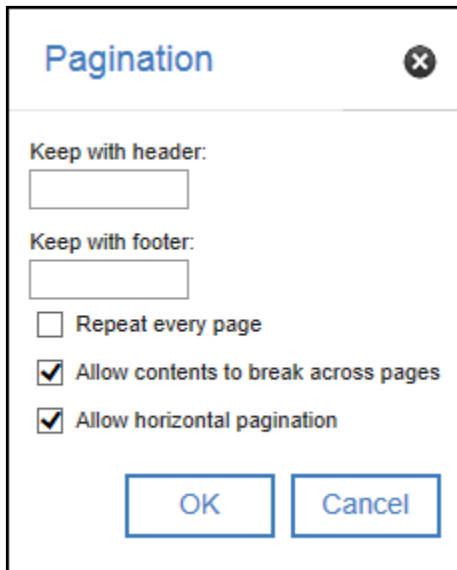 Pagination
Keep with header:
Keep with footer:
Repeat every page
Allow contents to break across pages
Allow horizontal pagination
OK
Cancel